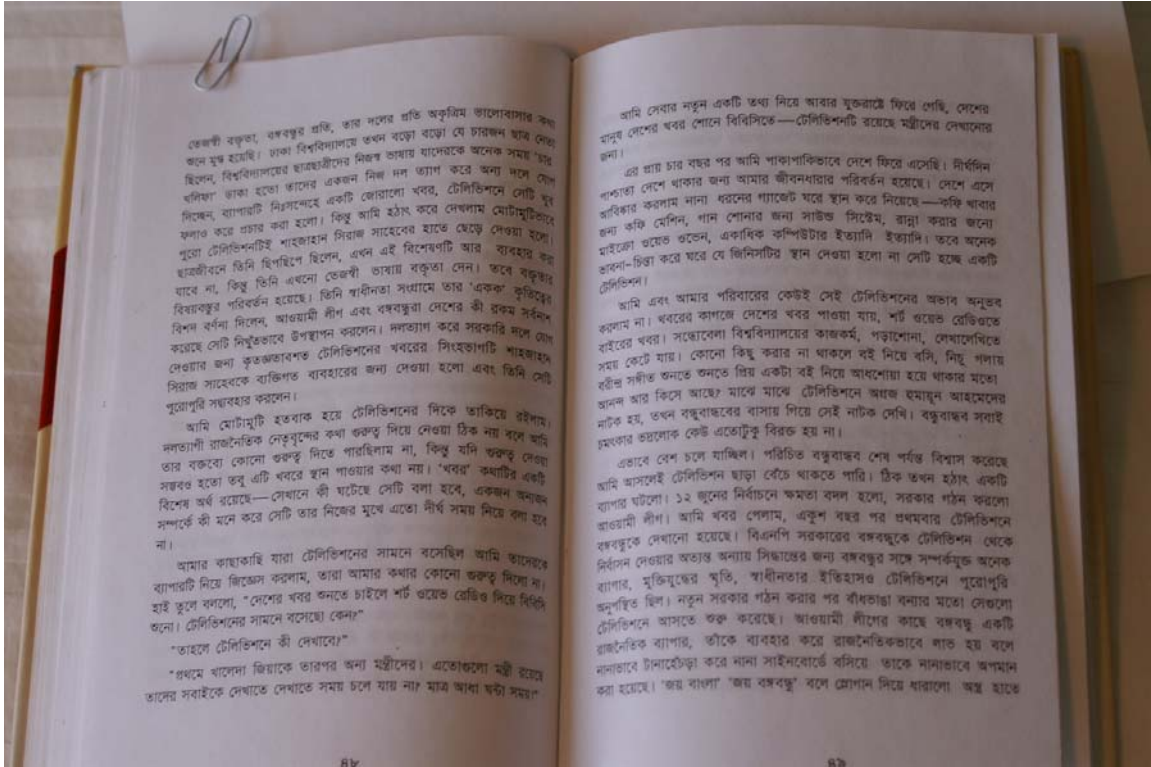 তেজস্বী বক্তৃতা, বঙ্গবন্ধুর প্রতি, তার দলের প্রতি অকৃত্রিম ভালোবাসার কথা
শুনে মুগ্ধ হয়েছি। ঢাকা বিশ্ববিদ্যালয়ে তখন বড়ো বড়ো যে চারজন ছাত্র নেতা
ছিলেন, বিশ্ববিদ্যালয়ের ছাত্রছাত্রীদের নিজস্ব ভাষায় যাদেরকে অনেক সময় 'চার
খলিফা' ডাকা হতো তাদের একজন নিজ দল ত্যাগ করে অন্য দলে যোগ
দিচ্ছেন, ব্যাপারটি নিঃসন্দেহে একটি জোরালো খবর, টেলিভিশনে সেটি খুব
ফলাও করে প্রচার করা হলো। কিন্তু আমি হঠাৎ করে দেখলাম মোটামুটিভাবে
পুরো টেলিভিশনটিই শাহজাহান সিরাজ সাহেবের হাতে ছেড়ে দেওয়া হলো।
ছাত্রজীবনে তিনি ছিপছিপে ছিলেন, এখন এই বিশেষণটি আর ব্যবহার করা
যাবে না, কিন্তু তিনি এখনো তেজস্বী ভাষায় বক্তৃতা দেন। তবে বক্তৃতার
বিষয়বস্তুর পরিবর্তন হয়েছে। তিনি স্বাধীনতা সংগ্রামে তার 'একক' কৃতিত্বের
বিশদ বর্ণনা দিলেন, আওয়ামী লীগ এবং বঙ্গবন্ধুরা দেশের কী রকম সর্বনাশ
করেছে সেটি নিখুঁতভাবে উপস্থাপন করলেন। দলত্যাগ করে সরকারি দলে যোগ
দেওয়ার জন্য কৃতজ্ঞতাবশত টেলিভিশনের খবরের সিংহভাগটি শাহজাহান
সিরাজ সাহেবকে ব্যক্তিগত ব্যবহারের জন্য দেওয়া হলো এবং তিনি সেটি
পুরোপুরি সদ্ব্যবহার করলেন।
আমি মোটামুটি হতবাক হয়ে টেলিভিশনের দিকে তাকিয়ে রইলাম।
দলত্যাগী রাজনৈতিক নেতৃবৃন্দের কথা গুরুত্ব দিয়ে নেওয়া ঠিক নয় বলে আমি
তার বক্তব্যে কোনো গুরুত্ব দিতে পারছিলাম না, কিন্তু যদি গুরুত্ব দেওয়া
সম্ভবও হতো তবু এটি খবরে স্থান পাওয়ার কথা নয়। 'খবর' কথাটির একটি
বিশেষ অর্থ রয়েছে—সেখানে কী ঘটেছে সেটি বলা হবে, একজন অন্যজন
সম্পর্কে কী মনে করে সেটি তার নিজের মুখে এতো দীর্ঘ সময় নিয়ে বলা হবে
না।
আমার কাছাকাছি যারা টেলিভিশনের সামনে বসেছিল আমি তাদেরকে
ব্যাপারটি নিয়ে জিজ্ঞেস করলাম, তারা আমার কথার কোনো গুরুত্ব দিলো না।
হাই তুলে বললো, "দেশের খবর শুনতে চাইলে শর্ট ওয়েভ রেডিও দিয়ে বিবিসি
শুনো। টেলিভিশনের সামনে বসেছো কেন?"
"তাহলে টেলিভিশনে কী দেখাবে?"
"প্রথমে খালেদা জিয়াকে তারপর অন্য মন্ত্রীদের। এতোগুলো মন্ত্রী রয়েছে
তাদের সবাইকে দেখাতে দেখাতে সময় চলে যায় না? মাত্র আধা ঘন্টা সময়!"
৪৮
আমি সেবার নতুন একটি তথ্য নিয়ে আবার যুক্তরাষ্ট্রে ফিরে গেছি, দেশের
মানুষ দেশের খবর শোনে বিবিসিতে—টেলিভিশনটি রয়েছে মন্ত্রীদের দেখানোর
জন্য।
এর প্রায় চার বছর পর আমি পাকাপাকিভাবে দেশে ফিরে এসেছি। দীর্ঘদিন
পাশ্চাত্য দেশে থাকার জন্য আমার জীবনধারার পরিবর্তন হয়েছে। দেশে এসে
আবিষ্কার করলাম নানা ধরনের গ্যাজেট ঘরে স্থান করে নিয়েছে—কফি খাবার
জন্য কফি মেশিন, গান শোনার জন্য সাউন্ড সিস্টেম, রান্না করার জন্যে
মাইক্রো ওয়েভ ওভেন, একাধিক কম্পিউটার ইত্যাদি ইত্যাদি। তবে অনেক
ভাবনা-চিন্তা করে ঘরে যে জিনিসটির স্থান দেওয়া হলো না সেটি হচ্ছে একটি
টেলিভিশন।
আমি এবং আমার পরিবারের কেউই সেই টেলিভিশনের অভাব অনুভব
করলাম না। খবরের কাগজে দেশের খবর পাওয়া যায়, শর্ট ওয়েভ রেডিওতে
বাইরের খবর। সন্ধ্যেবেলা বিশ্ববিদ্যালয়ের কাজকর্ম, পড়াশোনা, লেখালেখিতে
সময় কেটে যায়। কোনো কিছু করার না থাকলে বই নিয়ে বসি, নিচু গলায়
রবীন্দ্র সঙ্গীত শুনতে শুনতে প্রিয় একটা বই নিয়ে আধশোয়া হয়ে থাকার মতো
আনন্দ আর কিসে আছে? মাঝে মাঝে টেলিভিশনে অগ্রজ হুমায়ূন আহমেদের
নাটক হয়, তখন বন্ধুবান্ধবের বাসায় গিয়ে সেই নাটক দেখি। বন্ধুবান্ধব সবাই
চমৎকার ভদ্রলোক কেউ এতোটুকু বিরক্ত হয় না।
এভাবে বেশ চলে যাচ্ছিল। পরিচিত বন্ধুবান্ধব শেষ পর্যন্ত বিশ্বাস করেছে
আমি আসলেই টেলিভিশন ছাড়া বেঁচে থাকতে পারি। ঠিক তখন হঠাৎ একটি
ব্যাপার ঘটলো। ১২ জুনের নির্বাচনে ক্ষমতা বদল হলো, সরকার গঠন করলো
আওয়ামী লীগ। আমি খবর পেলাম, একুশ বছর পর প্রথমবার টেলিভিশনে
বঙ্গবন্ধুকে দেখানো হয়েছে। বিএনপি সরকারের বঙ্গবন্ধুকে টেলিভিশন থেকে
নির্বাসন দেওয়ার অত্যন্ত অন্যায় সিদ্ধান্তের জন্য বঙ্গবন্ধুর সঙ্গে সম্পর্কযুক্ত অনেক
ব্যাপার, মুক্তিযুদ্ধের স্মৃতি, স্বাধীনতার ইতিহাসও টেলিভিশনে পুরোপুরি
অনুপস্থিত ছিল। নতুন সরকার গঠন করার পর বাঁধভাঙা বন্যার মতো সেগুলো
টেলিভিশনে আসতে শুরু করেছে। আওয়ামী লীগের কাছে বঙ্গবন্ধু একটি
রাজনৈতিক ব্যাপার, তাঁকে ব্যবহার করে রাজনৈতিকভাবে লাভ হয় বলে
নানাভাবে টানাহেঁচড়া করে নানা সাইনবোর্ডে বসিয়ে তাকে নানাভাবে অপমান
করা হয়েছে। 'জয় বাংলা' 'জয় বঙ্গবন্ধু' বলে স্লোগান দিয়ে ধারালো অস্ত্র হাতে
৪৯